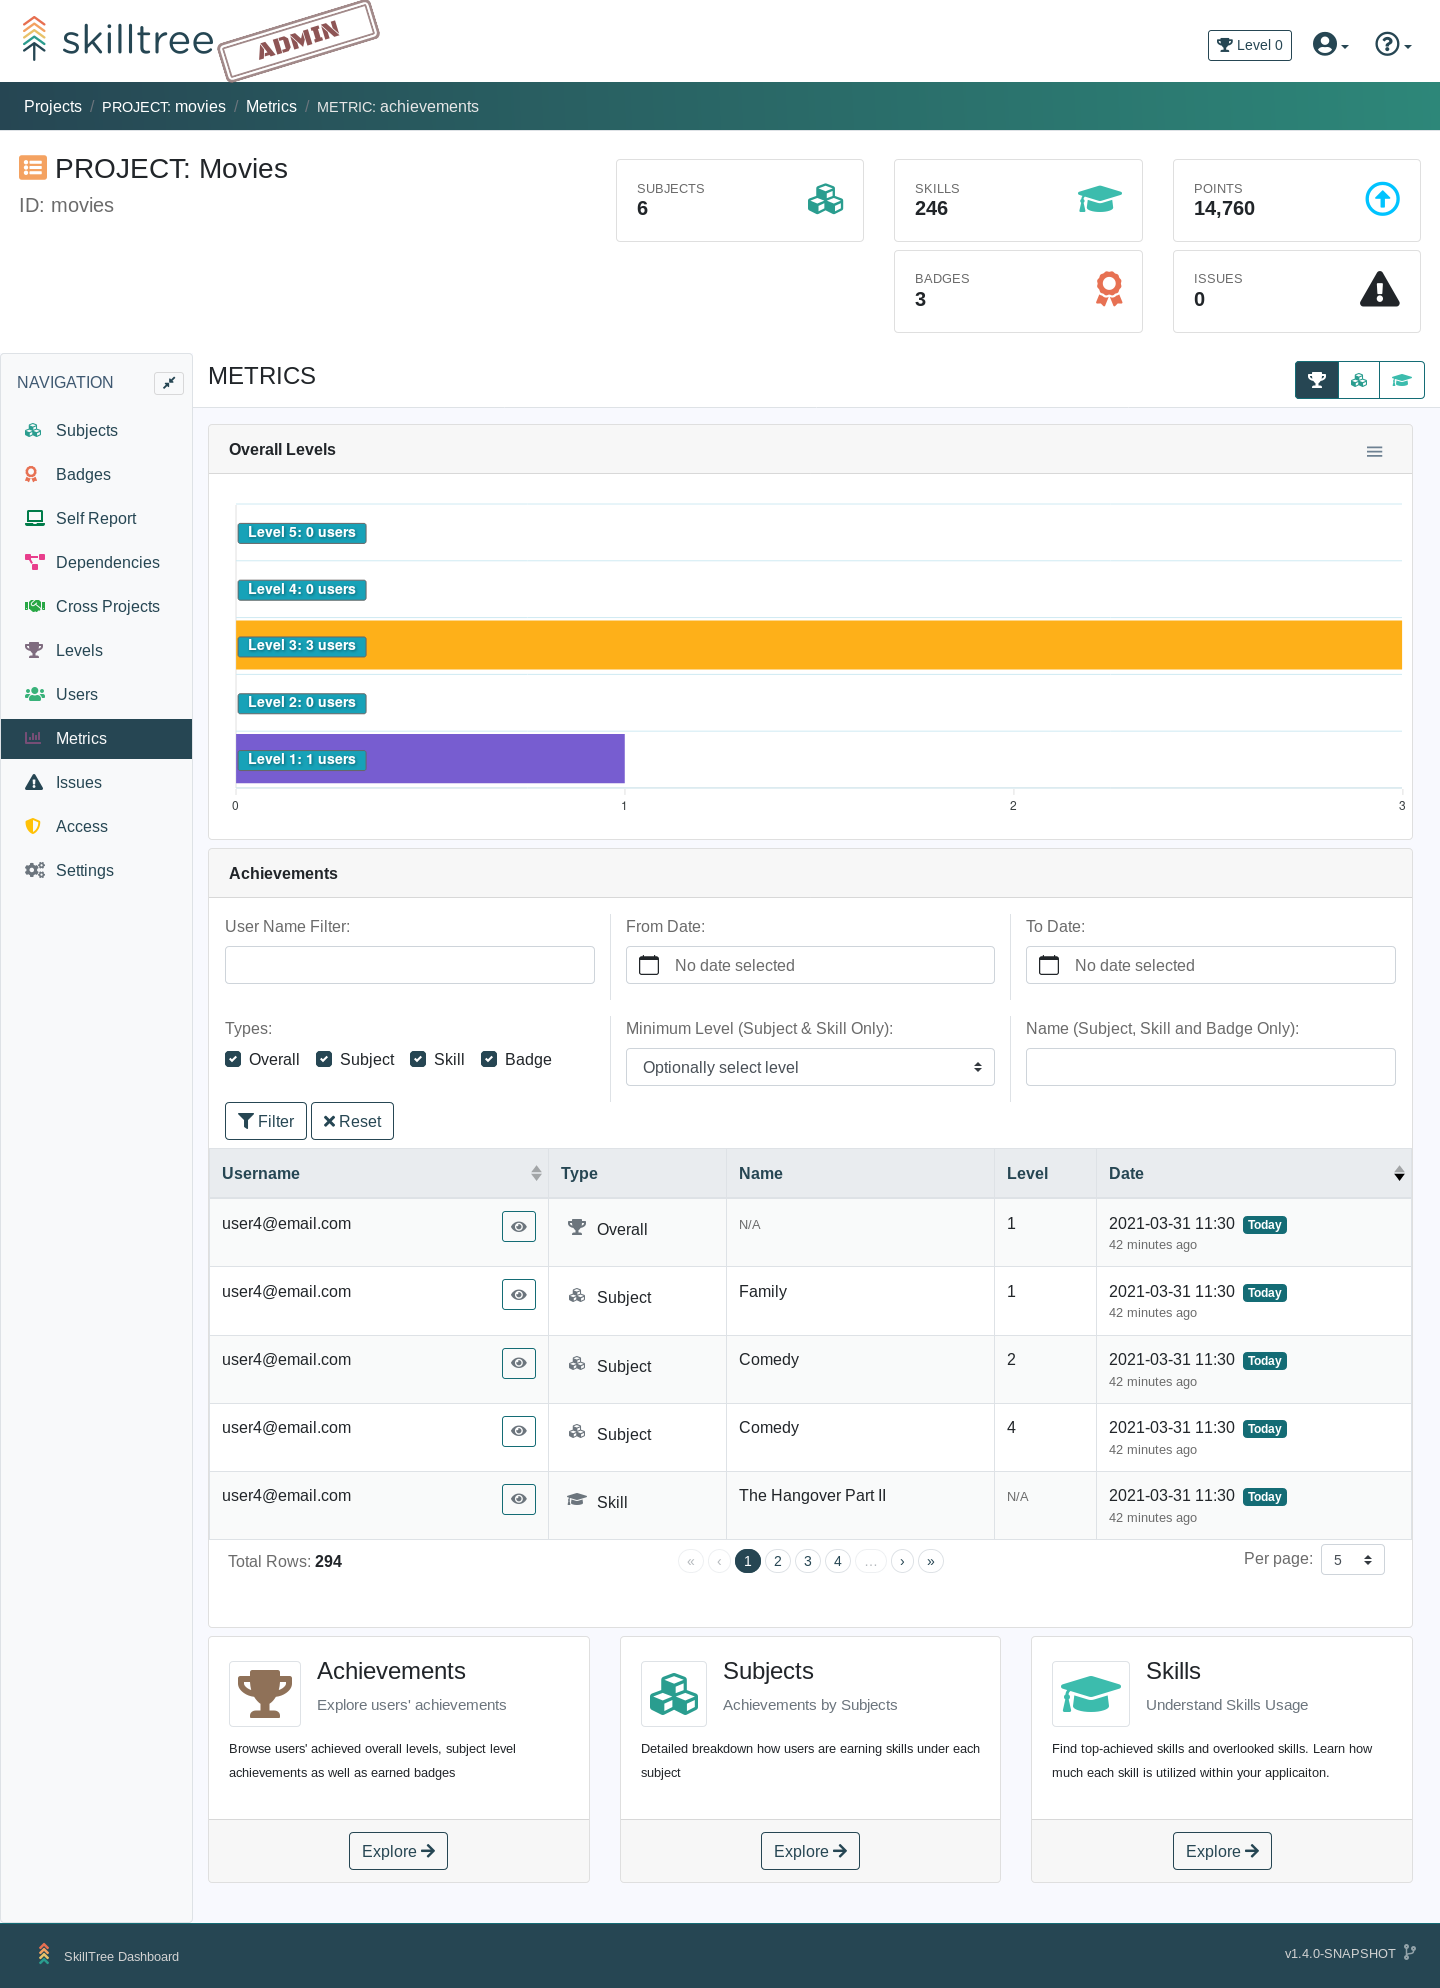 skilltree ADMIN
Level 0
Projects / PROJECT: movies / Metrics / METRIC: achievements
PROJECT: Movies
ID: movies
SUBJECTS
6
SKILLS
246
POINTS
14,760
BADGES
3
ISSUES
0
NAVIGATION
Subjects
Badges
Self Report
Dependencies
Cross Projects
Levels
Users
Metrics
Issues
Access
Settings
METRICS
Overall Levels
Level 5: 0 users
Level 4: 0 users
Level 3: 3 users
Level 2: 0 users
Level 1: 1 users
0 1 2 3
Achievements
User Name Filter: From Date: To Date:
No date selected No date selected
Types: Minimum Level (Subject & Skill Only): Name (Subject, Skill and Badge Only):
Overall Subject Skill Badge Optionally select level
Filter Reset
Username Type Name Level Date
user4@email.com Overall N/A 1 2021-03-31 11:30 Today
42 minutes ago
user4@email.com Subject Family 1 2021-03-31 11:30 Today
42 minutes ago
user4@email.com Subject Comedy 2 2021-03-31 11:30 Today
42 minutes ago
user4@email.com Subject Comedy 4 2021-03-31 11:30 Today
42 minutes ago
user4@email.com Skill The Hangover Part II N/A 2021-03-31 11:30 Today
42 minutes ago
Total Rows: 294 « ‹ 1 2 3 4 … › » Per page: 5
Achievements
Explore users' achievements
Browse users' achieved overall levels, subject level
achievements as well as earned badges
Explore
Subjects
Achievements by Subjects
Detailed breakdown how users are earning skills under each
subject
Explore
Skills
Understand Skills Usage
Find top-achieved skills and overlooked skills. Learn how
much each skill is utilized within your applicaiton.
Explore
SkillTree Dashboard v1.4.0-SNAPSHOT